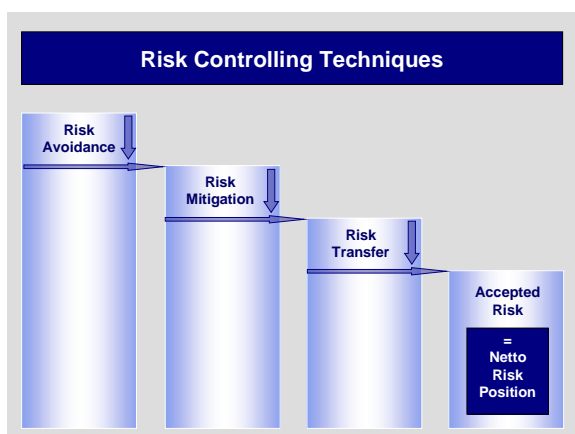 Risk Controlling Techniques
Risk
Avoidance
Risk
Mitigation
Risk
Transfer
Accepted
Risk
=
Netto
Risk
Position